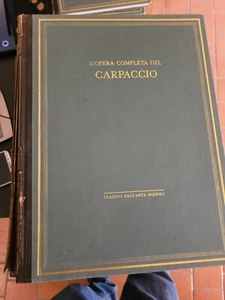 L'OPERA COMPLETA DEL
CARPACCIO
CLASSICI DELL'ARTE RIZZOLI